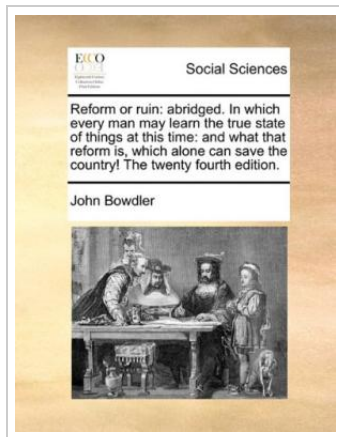 ECCO
Social Sciences
Reform or ruin: abridged. In which
every man may learn the true state
of things at this time: and what that
reform is, which alone can save the
country! The twenty fourth edition.
John Bowdler